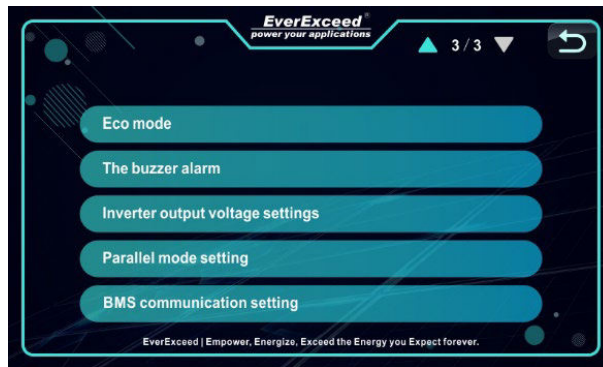 EverExceed®
power your applications
3/3
Eco mode
The buzzer alarm
Inverter output voltage settings
Parallel mode setting
BMS communication setting
EverExceed | Empower, Energize, Exceed the Energy you Expect forever.